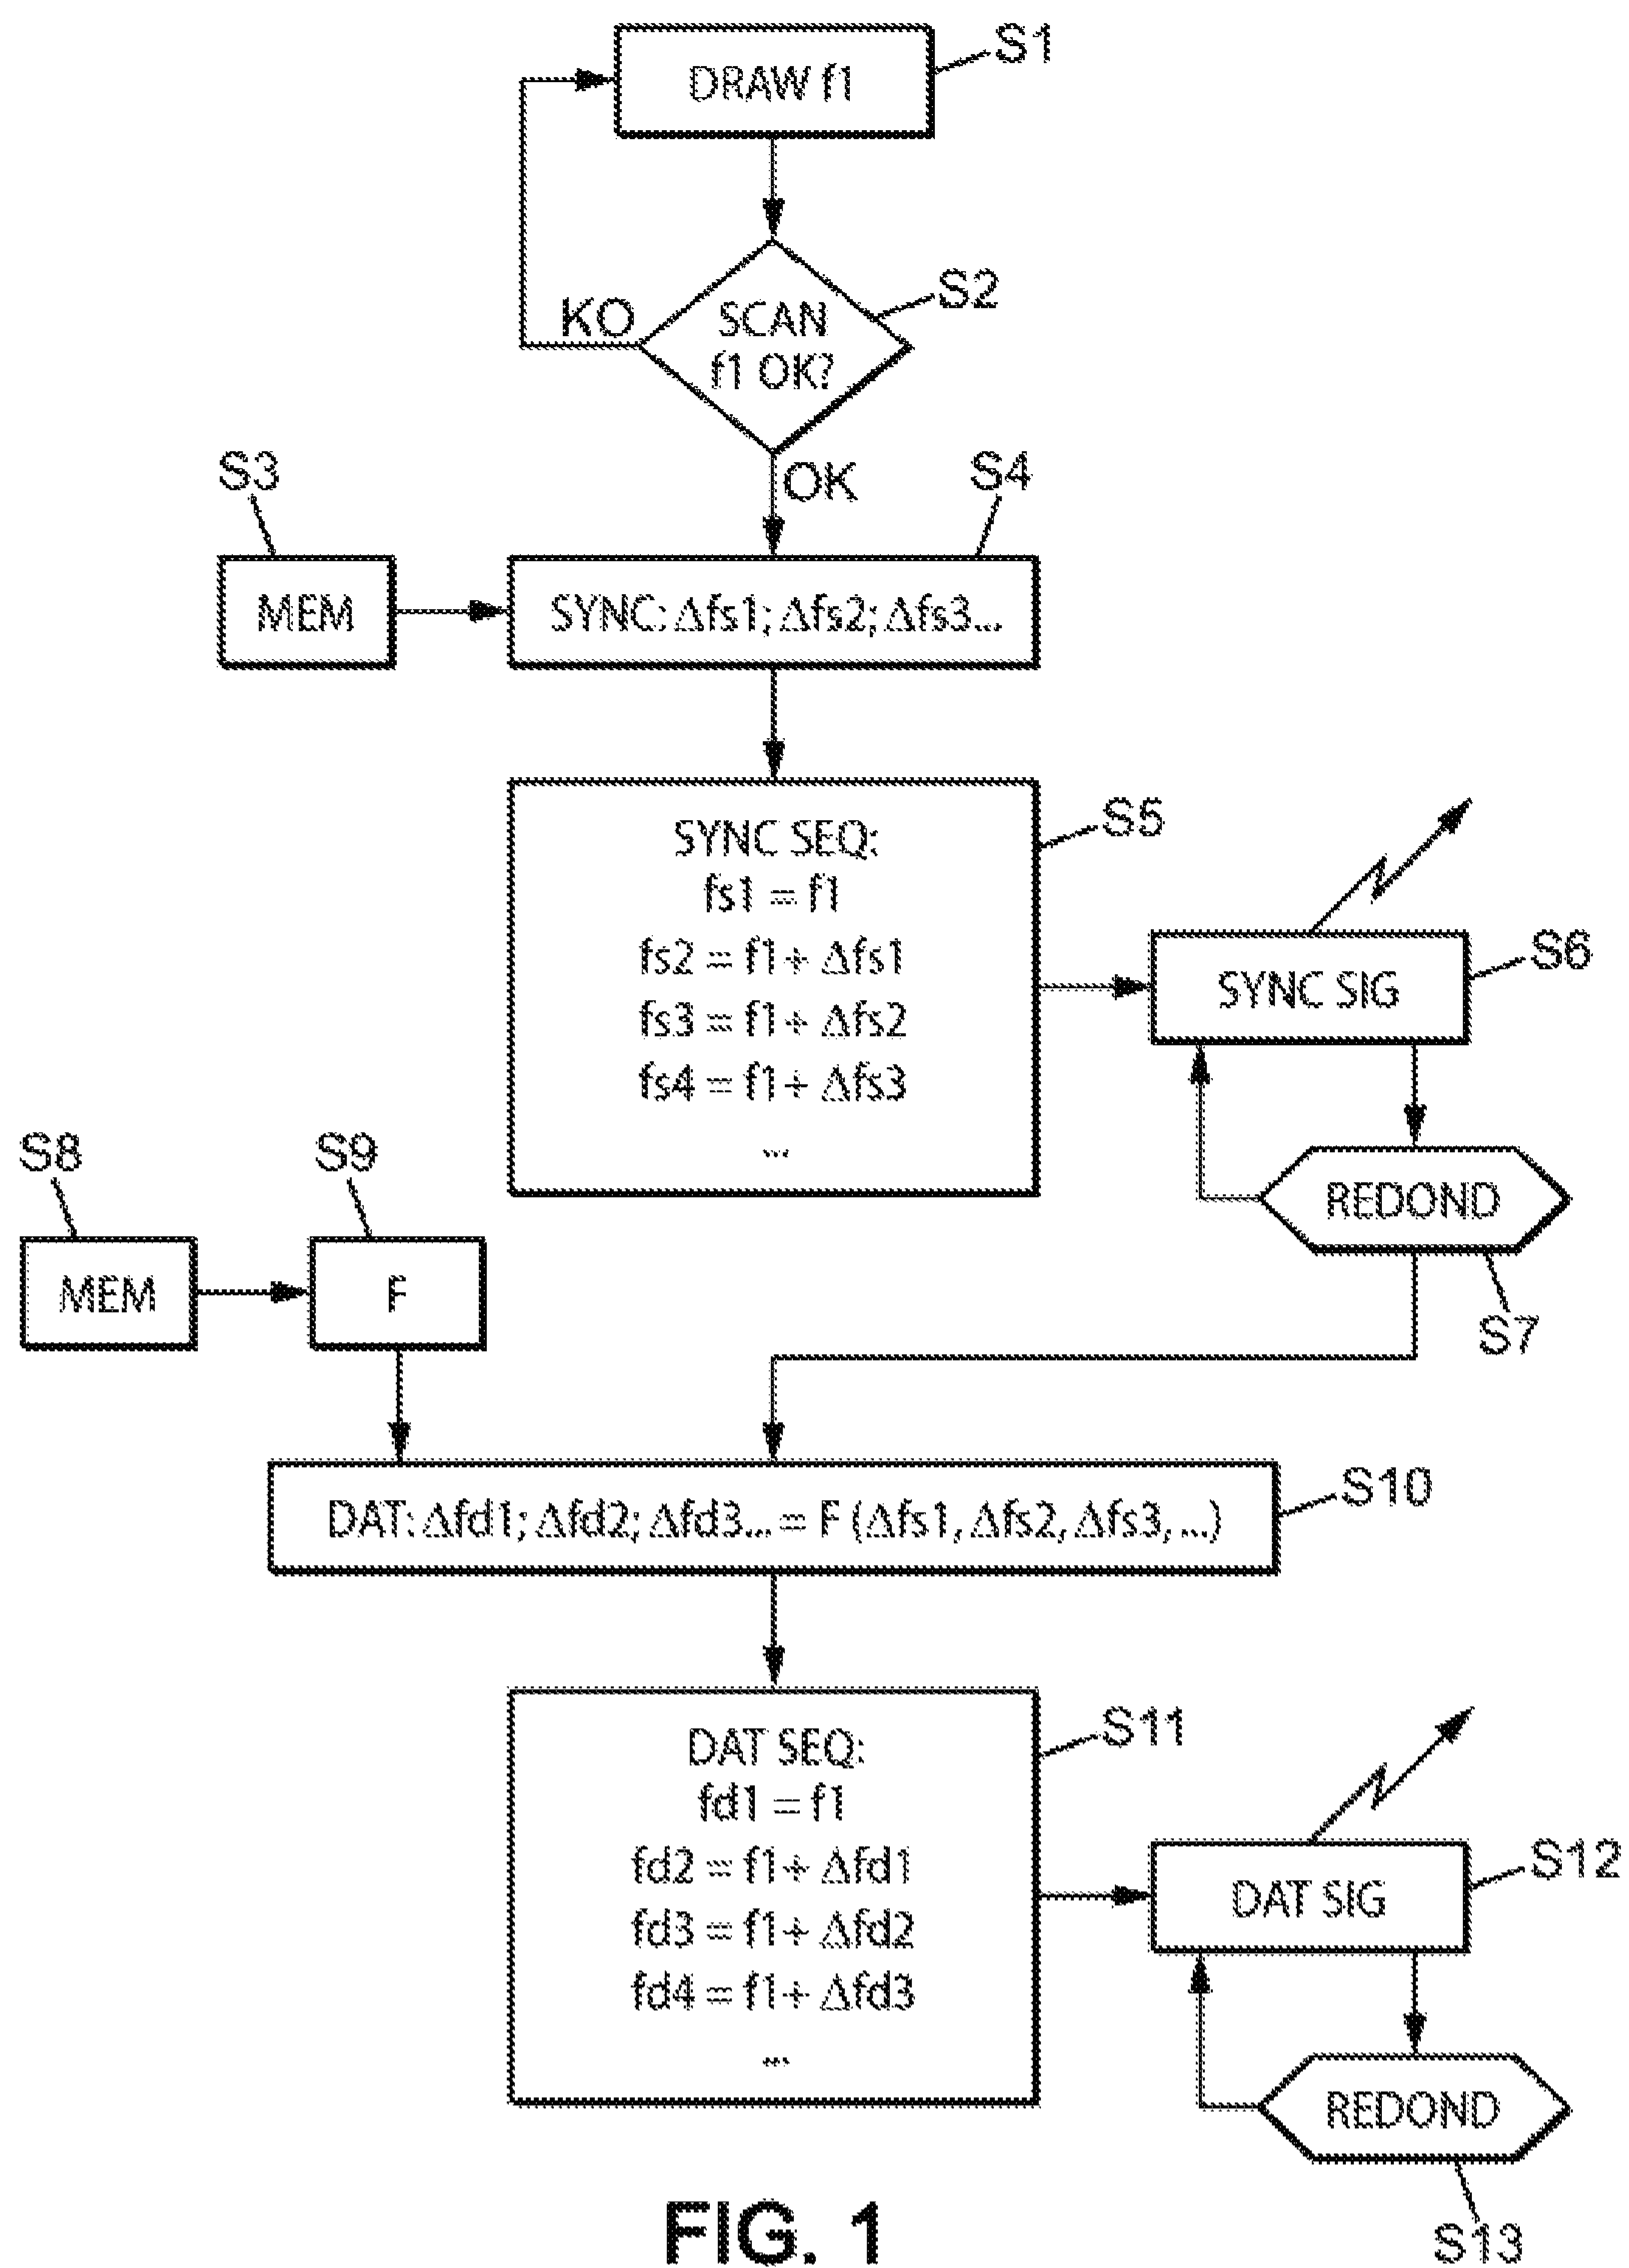 S1
DRAW f1
S2
KO
SCAN
f1 OK?
OK
S3
S4
MEM
SYNC: Δfs1; Δfs2; Δfs3...
S5
SYNC SEQ:
fs1 = f1
fs2 = f1 + Δfs1
fs3 = f1 + Δfs2
fs4 = f1 + Δfs3
...
S6
SYNC SIG
REDOND
S7
S8
S9
MEM
F
S10
DAT: Δfd1; Δfd2; Δfd3... = F (Δfs1, Δfs2, Δfs3, ...)
S11
DAT SEQ:
fd1 = f1
fd2 = f1 + Δfd1
fd3 = f1 + Δfd2
fd4 = f1 + Δfd3
...
S12
DAT SIG
REDOND
S13
FIG. 1